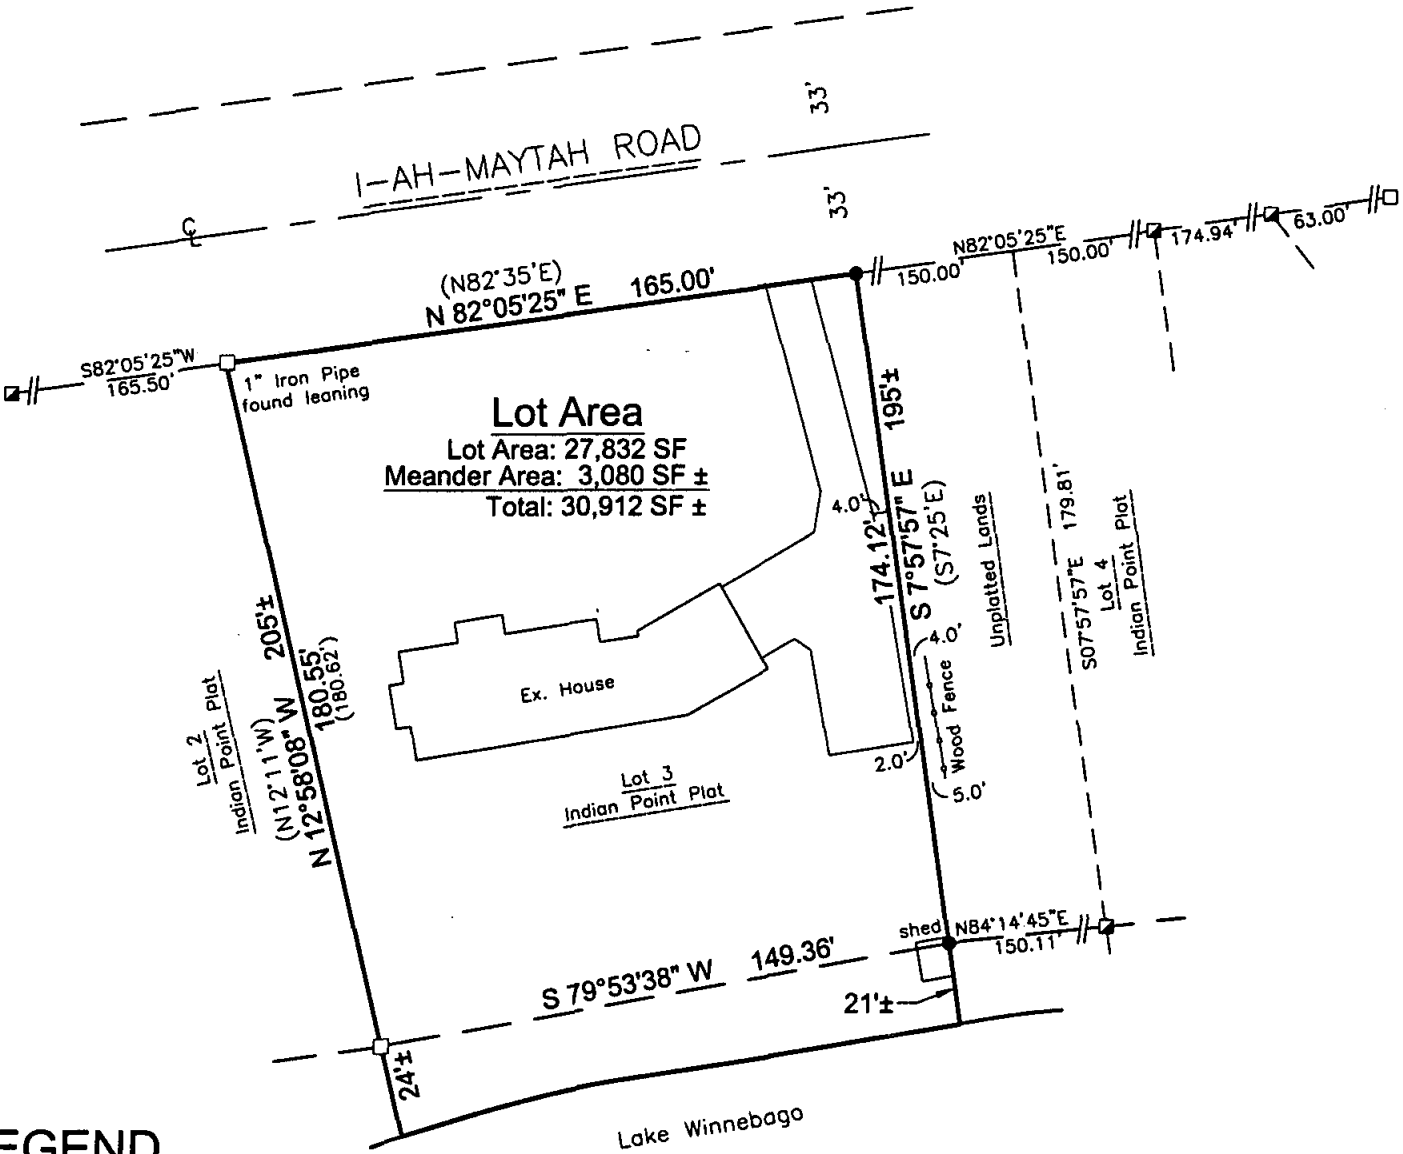 33'
I-AH-MAYTAH ROAD
33'
CL
(N82°35'E)
N 82°05'25" E 165.00'
N82°05'25"E
150.00'
150.00'
174.94'
63.00'
S82°05'25"W
165.50'
1" Iron Pipe
found leaning
Lot Area
Lot Area: 27,832 SF
Meander Area: 3,080 SF ±
Total: 30,912 SF ±
195'±
4.0'
174.12'
S 7°57'57" E
(S7°25'E)
Unplatted Lands
S07°57'57"E 179.81'
Lot 4
Indian Point Plat
205'±
180.55'
(180.62')
N 12°58'08" W
(N12°11'W)
Lot 2
Indian Point Plat
Ex. House
4.0'
Wood Fence
2.0'
5.0'
Lot 3
Indian Point Plat
shed
N84°14'45"E
150.11'
S 79°53'38" W 149.36'
21'±
24'±
Lake Winnebago
EGEND